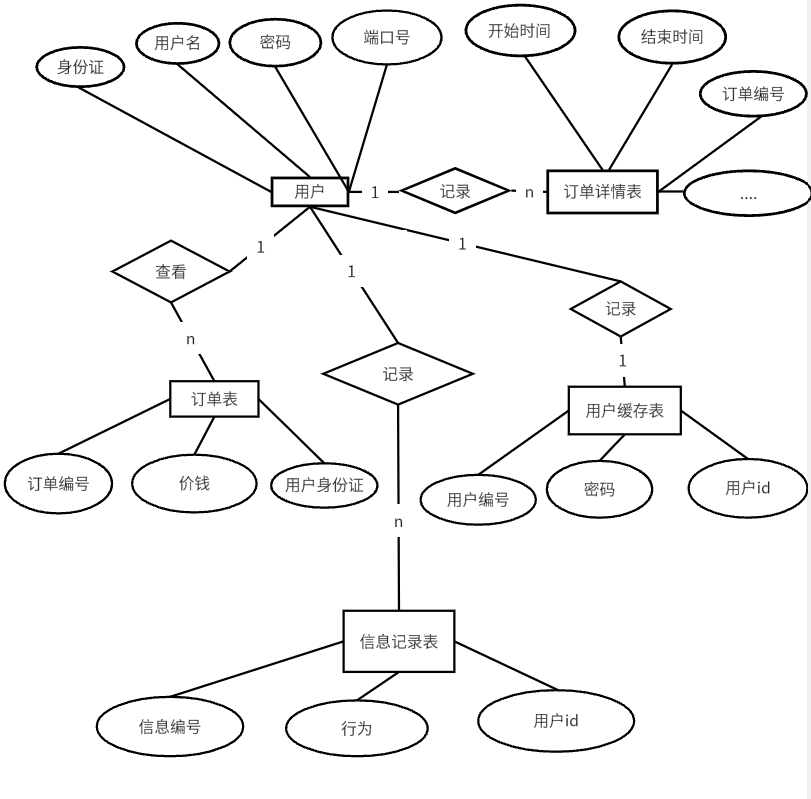 身份证
用户名
密码
端口号
开始时间
结束时间
订单编号
用户
1
记录
n
订单详情表
....
查看
1
1
1
记录
n
1
记录
订单表
用户缓存表
订单编号
价钱
用户身份证
用户编号
密码
用户id
n
信息记录表
信息编号
行为
用户id